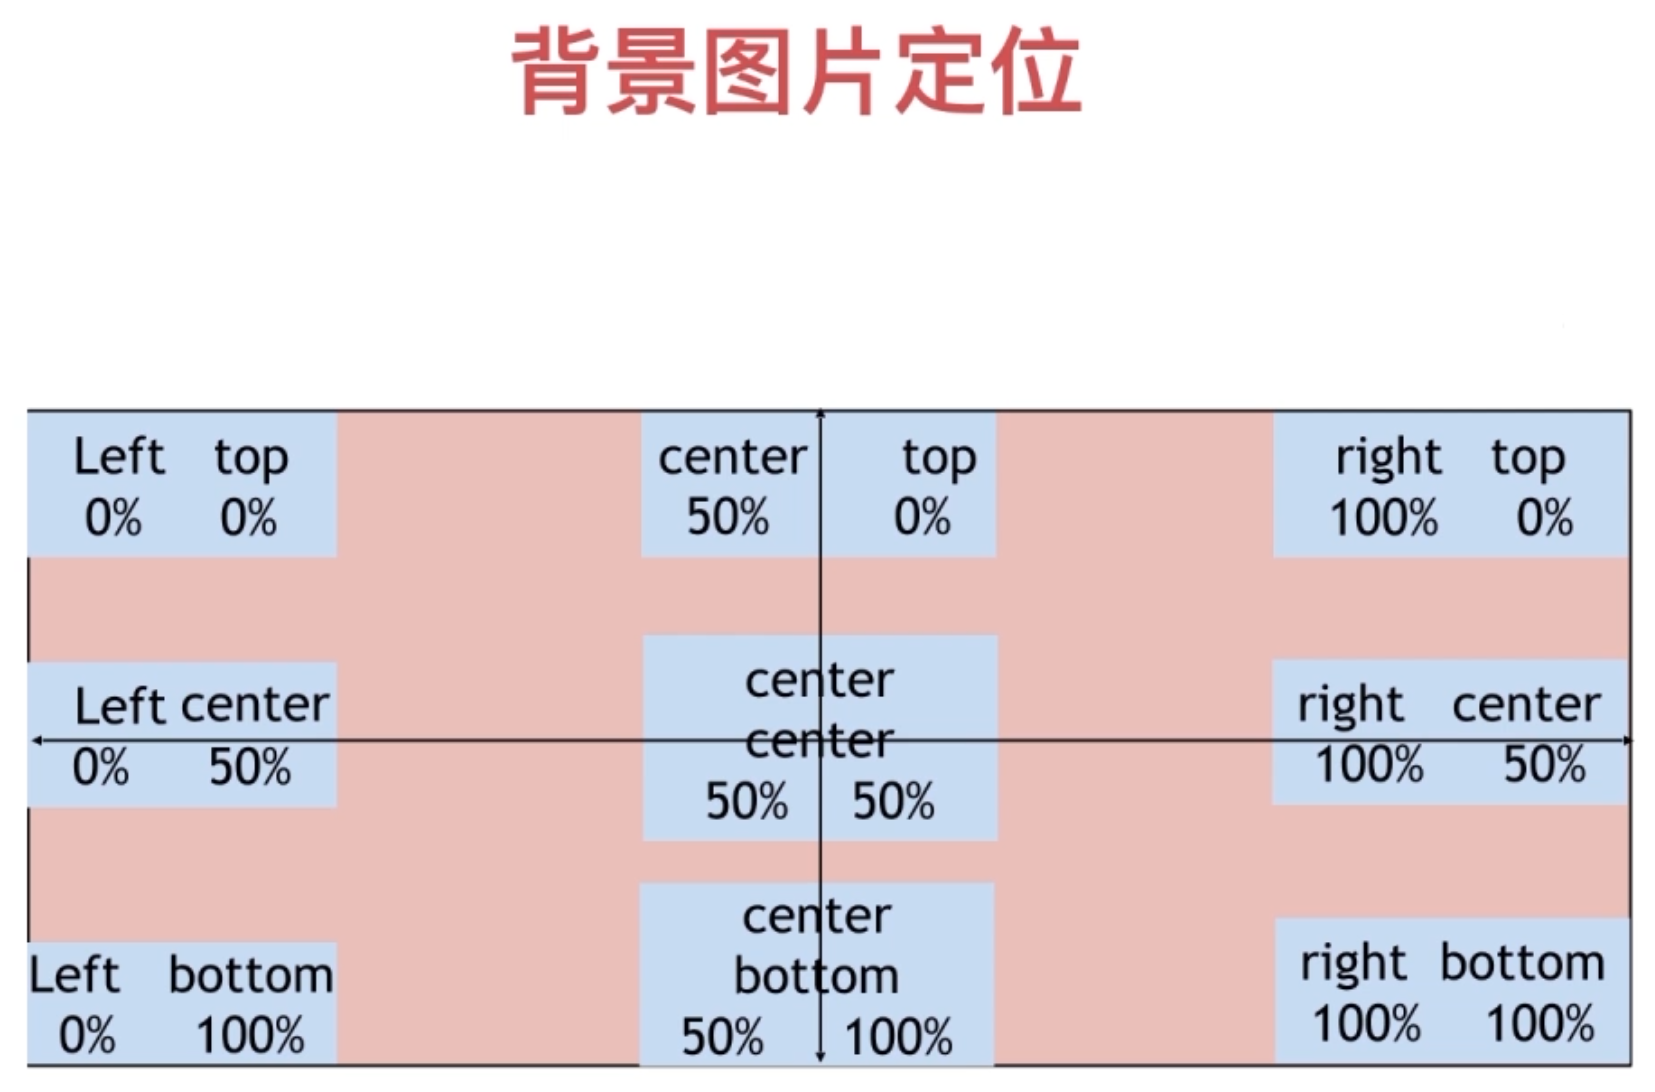 背景图片定位
Left top
0% 0%
center top
50% 0%
right top
100% 0%
Left center
0% 50%
center
center
50% 50%
right center
100% 50%
Left bottom
0% 100%
center
bottom
50% 100%
right bottom
100% 100%